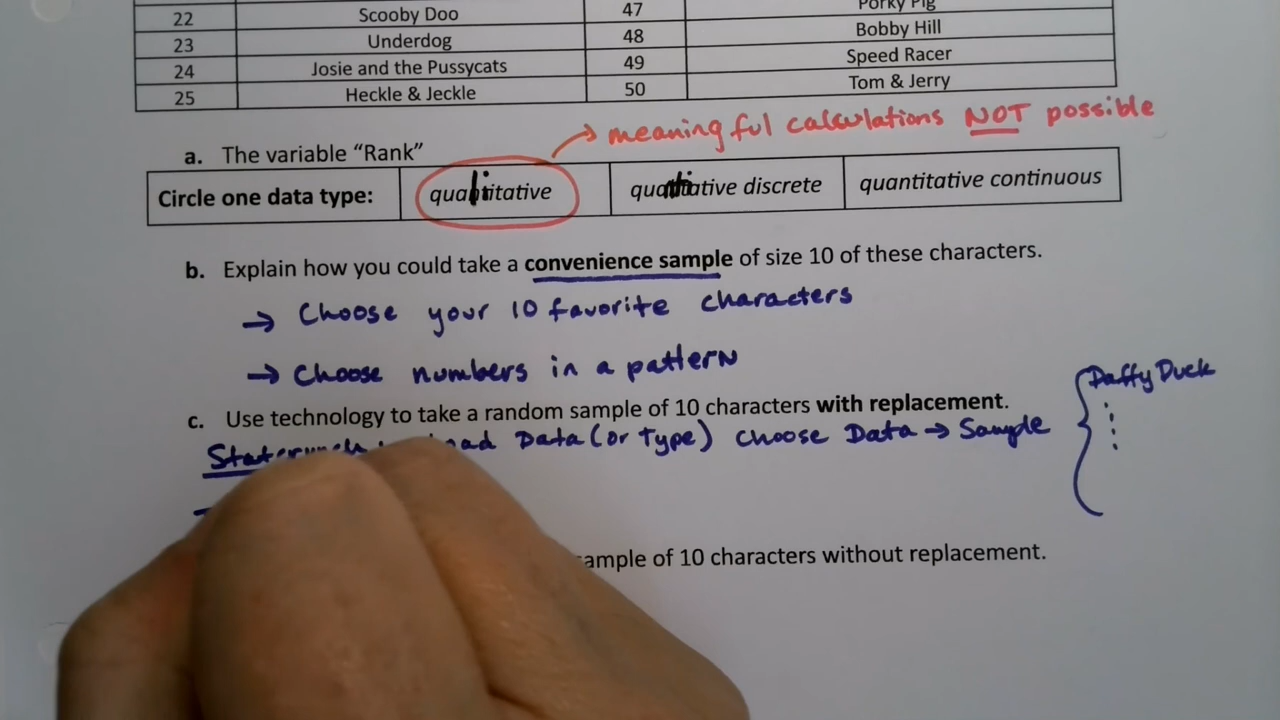 22 Scooby Doo 47 Porky Pig
23 Underdog 48 Bobby Hill
24 Josie and the Pussycats 49 Speed Racer
25 Heckle & Jeckle 50 Tom & Jerry
→ meaningful calculations NOT possible
a. The variable “Rank”
Circle one data type: qualitative quantitative discrete quantitative continuous
b. Explain how you could take a convenience sample of size 10 of these characters.
→ Choose your 10 favorite characters
→ Choose numbers in a pattern
Daffy Duck
c. Use technology to take a random sample of 10 characters with replacement.
Data (or Type) choose Data → Sample
of 10 characters without replacement.